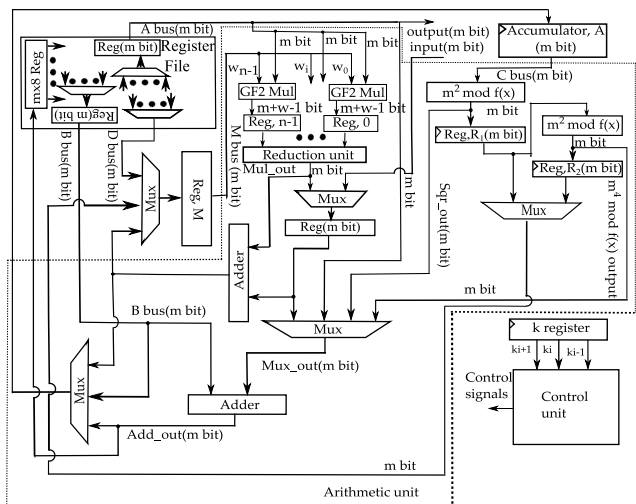 A bus(m bit)
output(m bit)
input(m bit)
Accumulator, A
(m bit)
Reg(m bit)
Register
File
mx8 Reg
m bit
m bit
C bus(m bit)
w_{n-1}
w_i
w_0
GF2 Mul
GF2 Mul
m² mod f(x)
m bit
m+w-1 bit
m+w-1 bit
Reg(m bit)
Reg, n-1
Reg, 0
Reg,R₁(m bit)
m² mod f(x)
m bit
B bus(m bit)
D bus(m bit)
M bus (m bit)
Reduction unit
Mul_out
m bit
Reg,R₂(m bit)
Mux
Reg, M
Mux
Sqr_out(m bit)
Mux
m⁴ mod f(x) output
Reg(m bit)
Adder
m bit
B bus(m bit)
Mux
k register
Mux_out(m bit)
ki+1
ki
ki-1
Mux
Control
signals
Control
unit
Adder
Add_out(m bit)
m bit
Arithmetic unit